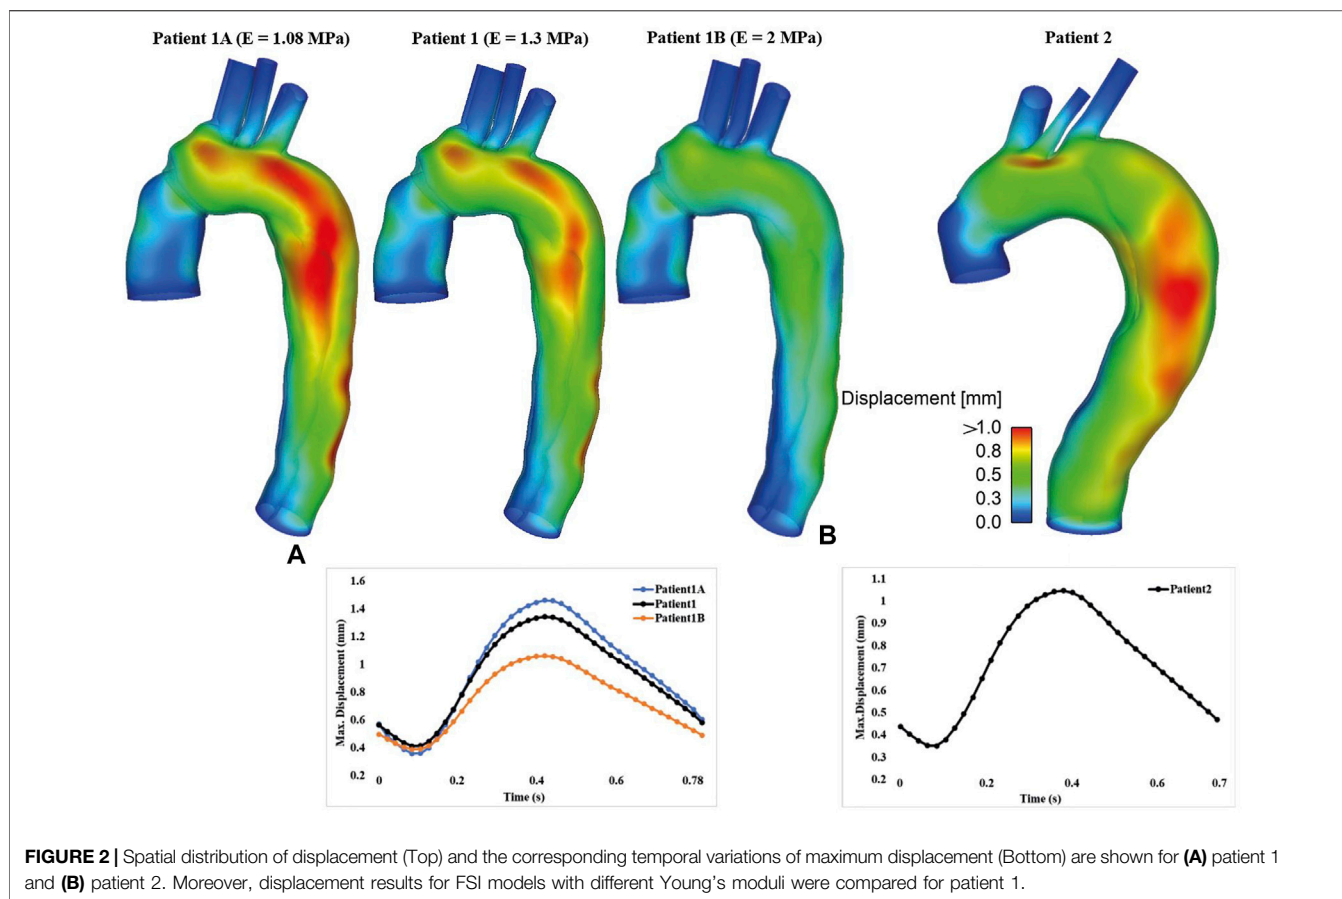 Patient 1A (E = 1.08 MPa)
Patient 1 (E = 1.3 MPa)
Patient 1B (E = 2 MPa)
Patient 2
Displacement [mm]
>1.0
0.8
0.5
0.3
0.0
A
B
1.6
1.4
1.2
1
0.8
0.6
0.4
0.2
Max. Displacement (mm)
0
0.2
0.4
0.6
0.78
Time (s)
Patient1A
Patient1
Patient1B
1.1
1
0.9
0.8
0.7
0.6
0.5
0.4
0.3
0.2
Max.Displacement (mm)
0
0.2
0.4
0.6
0.7
Time (s)
Patient2
FIGURE 2 | Spatial distribution of displacement (Top) and the corresponding temporal variations of maximum displacement (Bottom) are shown for (A) patient 1
and (B) patient 2. Moreover, displacement results for FSI models with different Young's moduli were compared for patient 1.